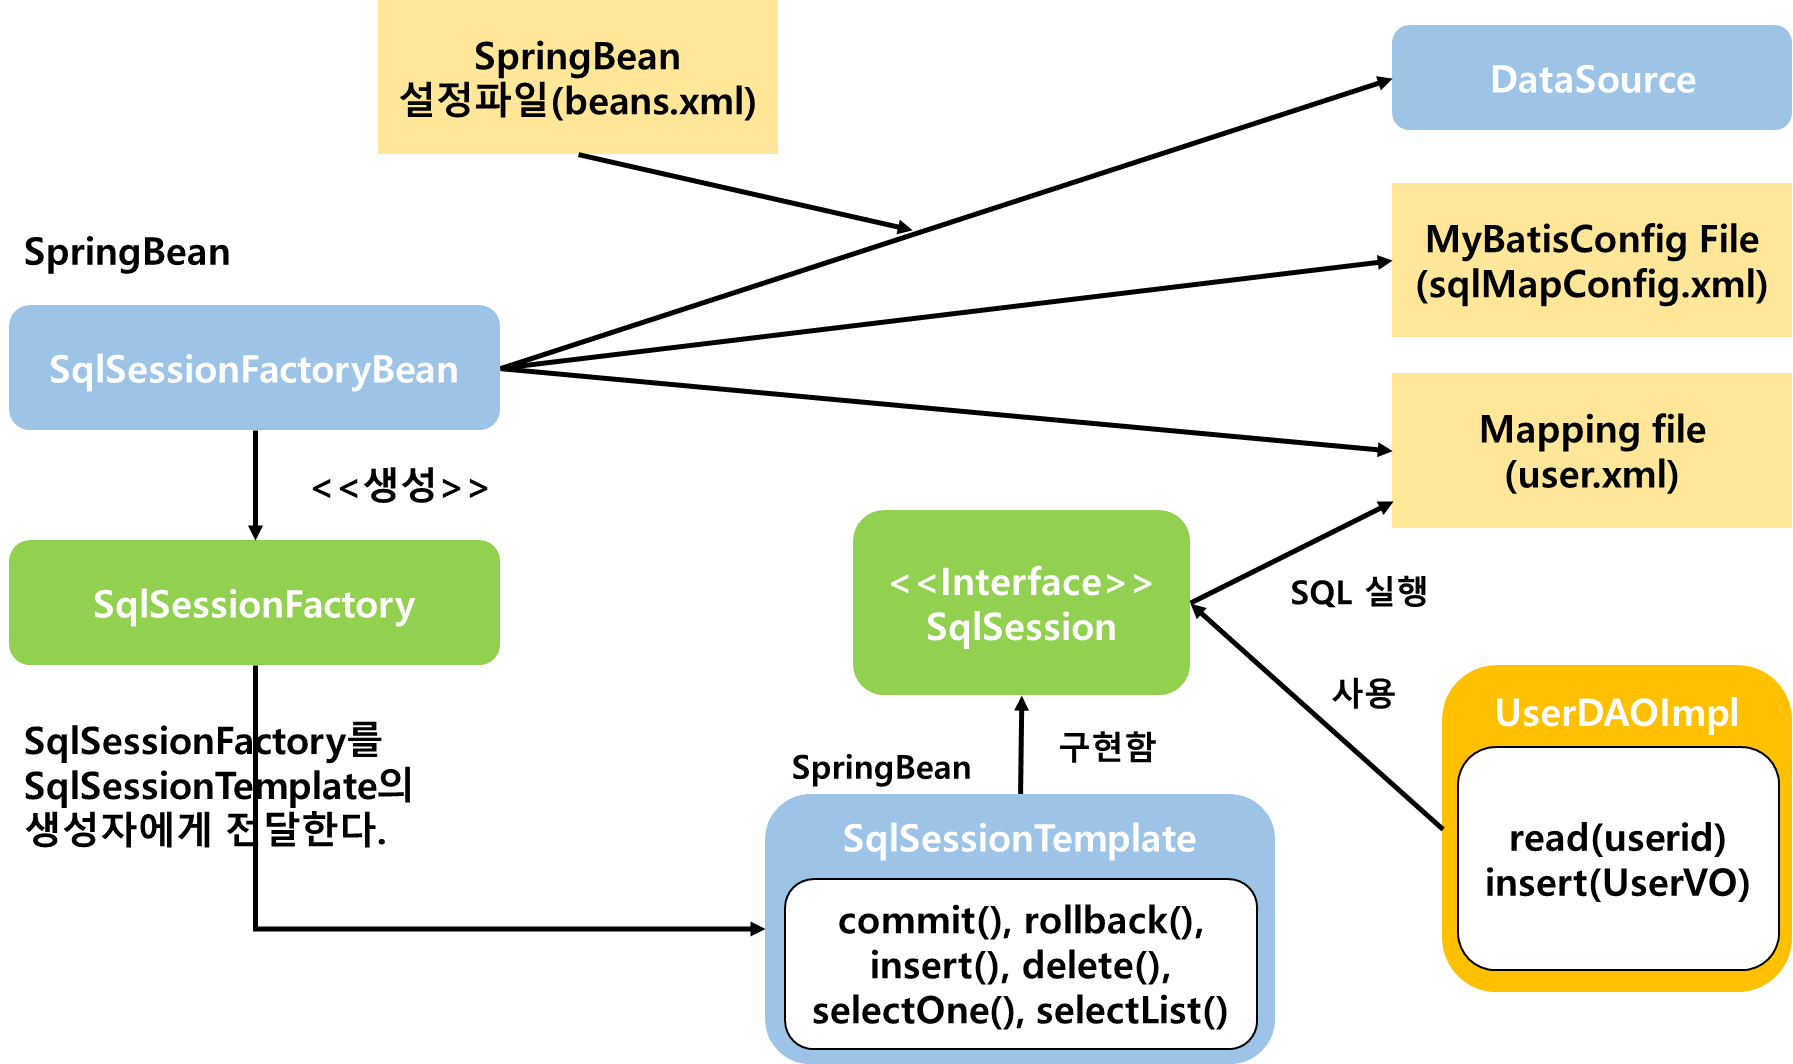 SpringBean
설정파일(beans.xml)
DataSource
SpringBean
MyBatisConfig File
(sqlMapConfig.xml)
SqlSessionFactoryBean
Mapping file
(user.xml)
<<생성>>
<<Interface>>
SqlSession
SqlSessionFactory
SQL 실행
사용
UserDAOImpl
SqlSessionFactory를
SqlSessionTemplate의
생성자에게 전달한다.
구현함
SpringBean
SqlSessionTemplate
read(userid)
insert(UserVO)
commit(), rollback(),
insert(), delete(),
selectOne(), selectList()